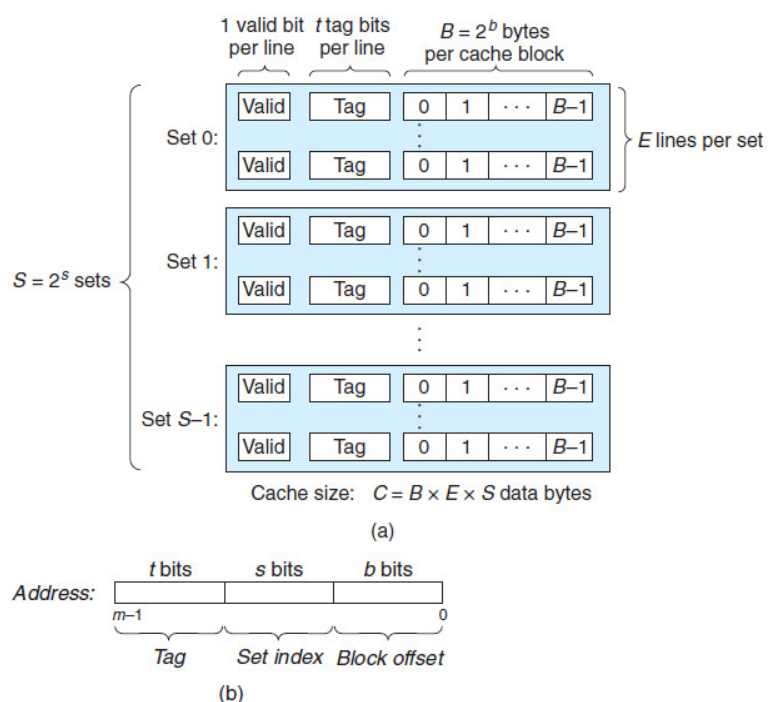 1 valid bit per line
t tag bits per line
B = 2^b bytes per cache block
S = 2^s sets
Set 0:
Valid Tag 0 1 · · · B–1
⋮
Valid Tag 0 1 · · · B–1
E lines per set
Set 1:
Valid Tag 0 1 · · · B–1
⋮
Valid Tag 0 1 · · · B–1
⋮
Set S–1:
Valid Tag 0 1 · · · B–1
⋮
Valid Tag 0 1 · · · B–1
Cache size: C = B × E × S data bytes
(a)
t bits s bits b bits
Address:
m–1 0
Tag Set index Block offset
(b)